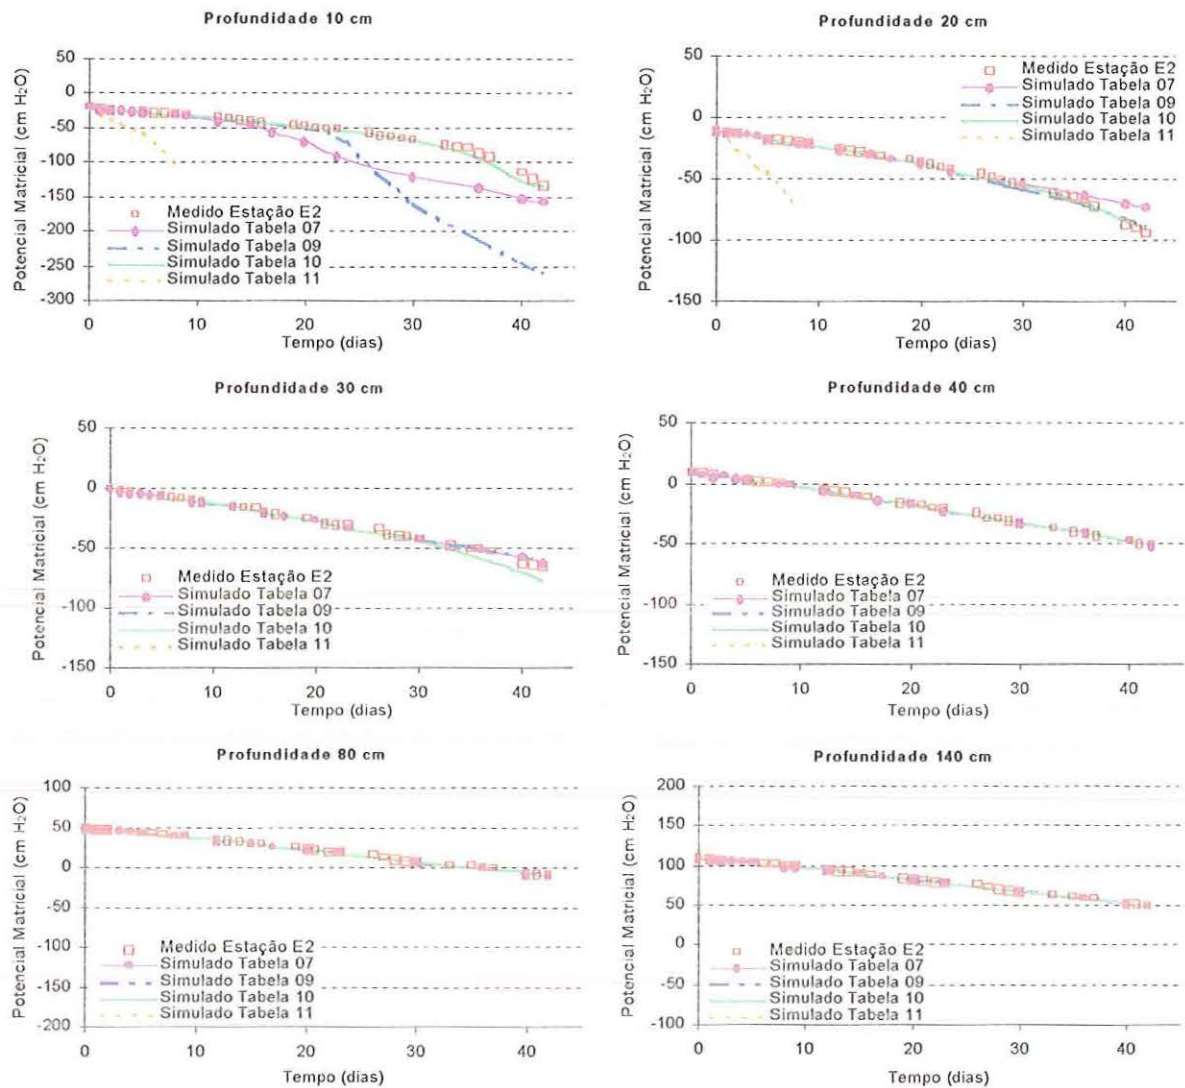 Profundidade 10 cm
Potencial Matricial (cm H2O)
50
0
-50
-100
-150
-200
-250
-300
Medido Estação E2
Simulado Tabela 07
Simulado Tabela 09
Simulado Tabela 10
Simulado Tabela 11
0 10 20 30 40
Tempo (dias)
Profundidade 20 cm
Potencial Matricial (cm H2O)
50
0
-50
-100
-150
Medido Estação E2
Simulado Tabela 07
Simulado Tabela 09
Simulado Tabela 10
Simulado Tabela 11
0 10 20 30 40
Tempo (dias)
Profundidade 30 cm
Potencial Matricial (cm H2O)
50
0
-50
-100
-150
Medido Estação E2
Simulado Tabela 07
Simulado Tabela 09
Simulado Tabela 10
Simulado Tabela 11
0 10 20 30 40
Tempo (dias)
Profundidade 40 cm
Potencial Matricial (cm H2O)
50
0
-50
-100
-150
Medido Estação E2
Simulado Tabela 07
Simulado Tabela 09
Simulado Tabela 10
Simulado Tabela 11
0 10 20 30 40
Tempo (dias)
Profundidade 80 cm
Potencial Matricial (cm H2O)
100
50
0
-50
-100
-150
-200
Medido Estação E2
Simulado Tabela 07
Simulado Tabela 09
Simulado Tabela 10
Simulado Tabela 11
0 10 20 30 40
Tempo (dias)
Profundidade 140 cm
Potencial Matricial (cm H2O)
200
150
100
50
0
-50
-100
Medido Estação E2
Simulado Tabela 07
Simulado Tabela 09
Simulado Tabela 10
Simulado Tabela 11
0 10 20 30 40
Tempo (dias)